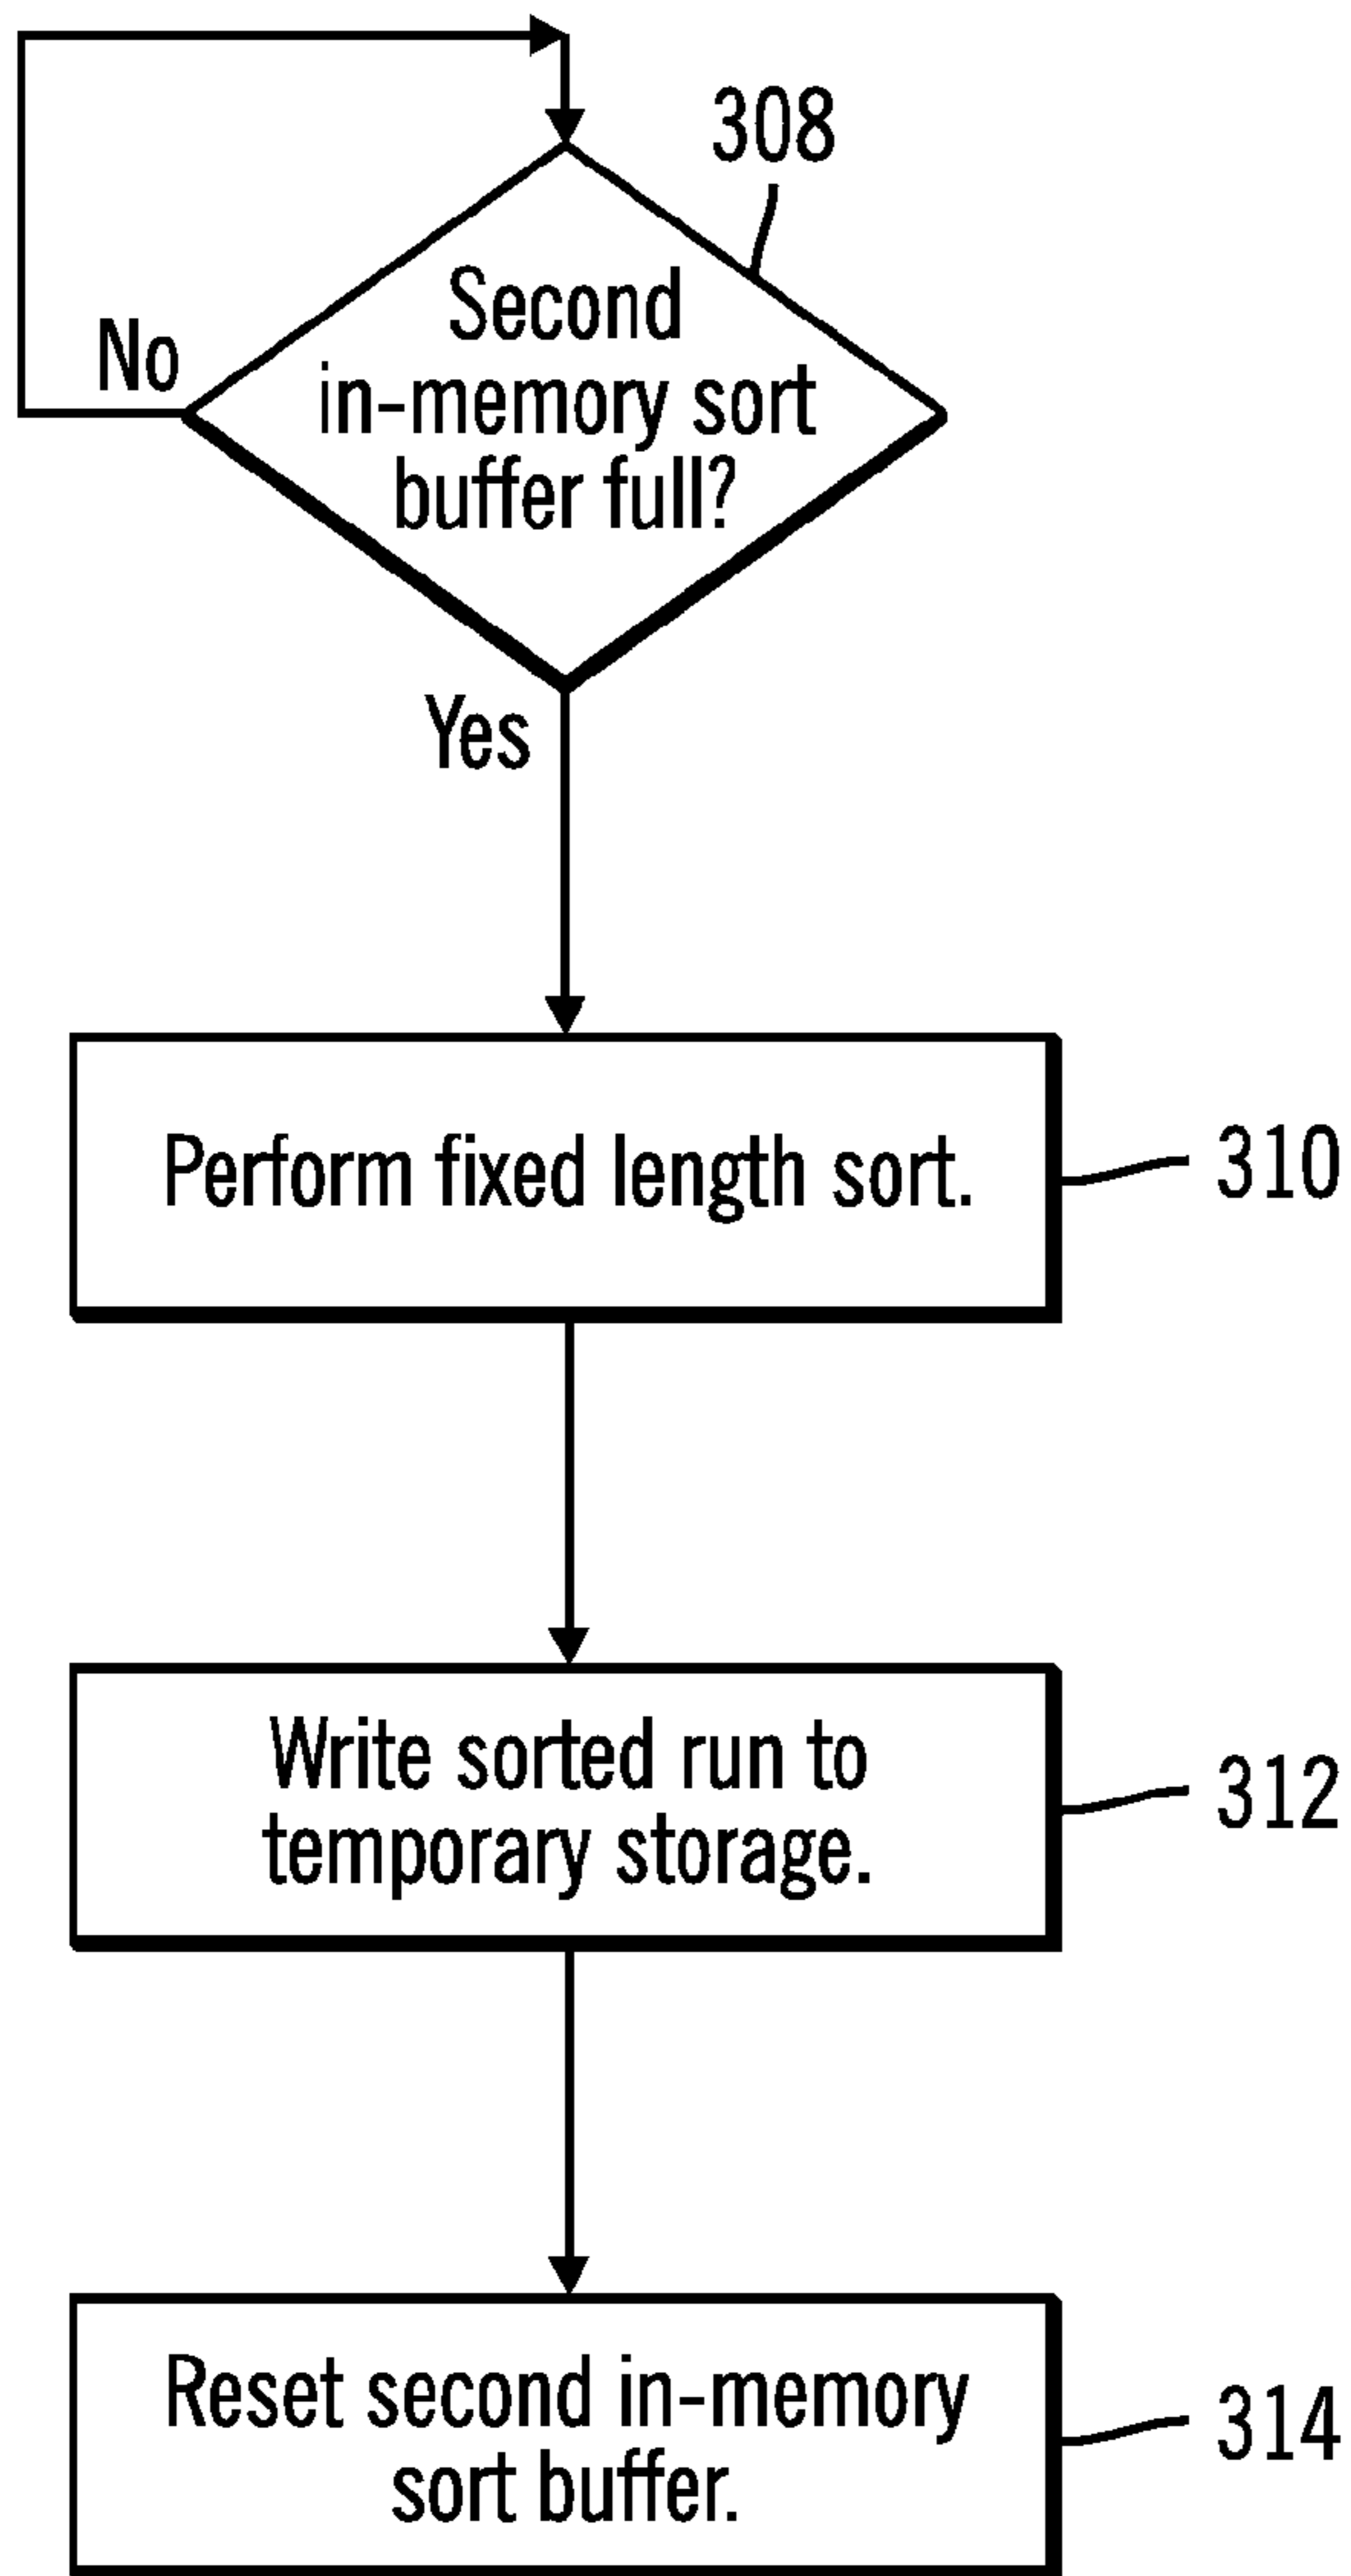 308
Second
in-memory sort
buffer full?
No
Yes
Perform fixed length sort.
310
Write sorted run to
temporary storage.
312
Reset second in-memory
sort buffer.
314